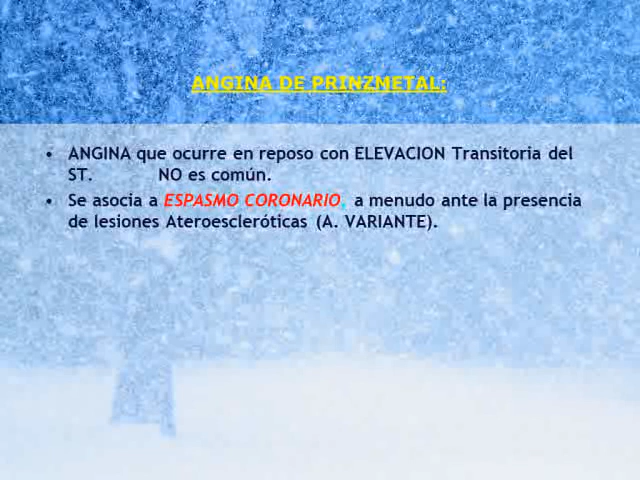 ANGINA DE PRINZMETAL:
• ANGINA que ocurre en reposo con ELEVACION Transitoria del
ST. NO es común.
• Se asocia a ESPASMO CORONARIO, a menudo ante la presencia
de lesiones Ateroescleróticas (A. VARIANTE).